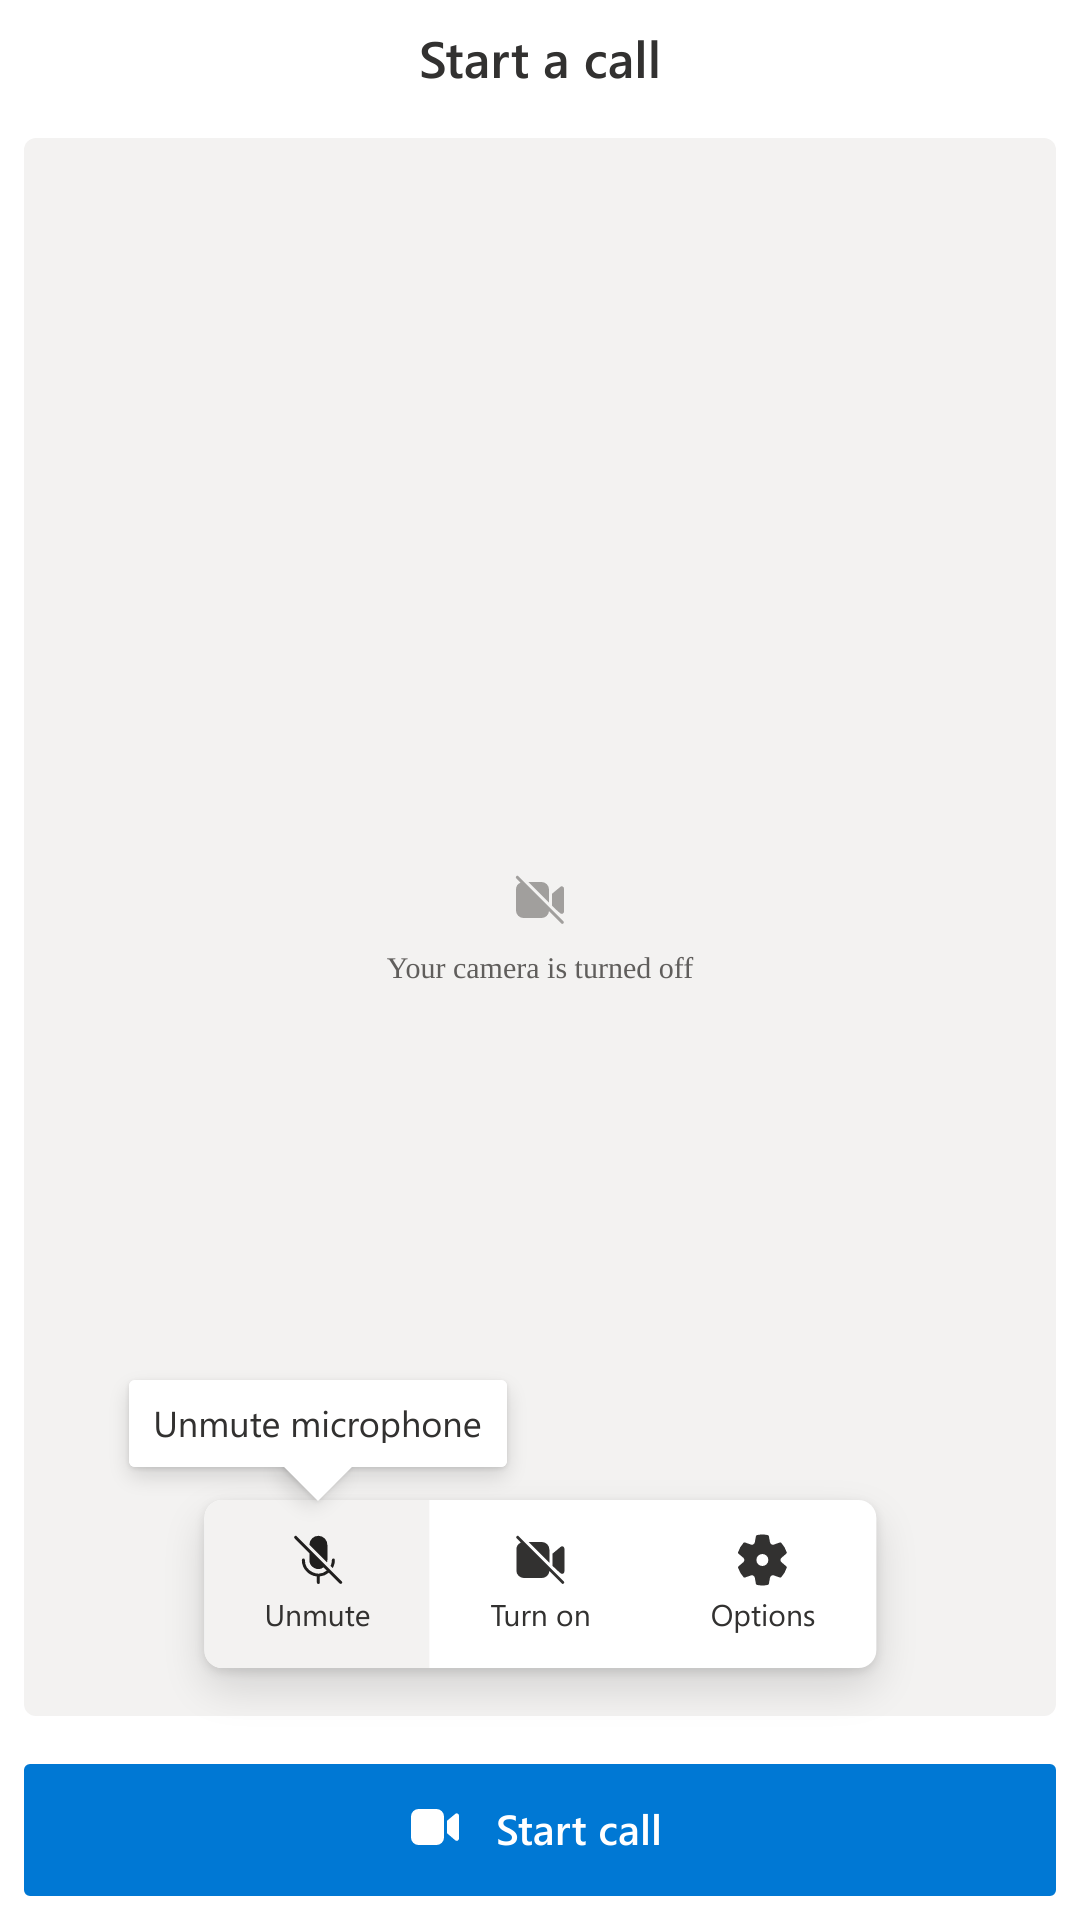 Start a call
Your camera is turned off
Unmute microphone
Unmute
Turn on
Options
Start call